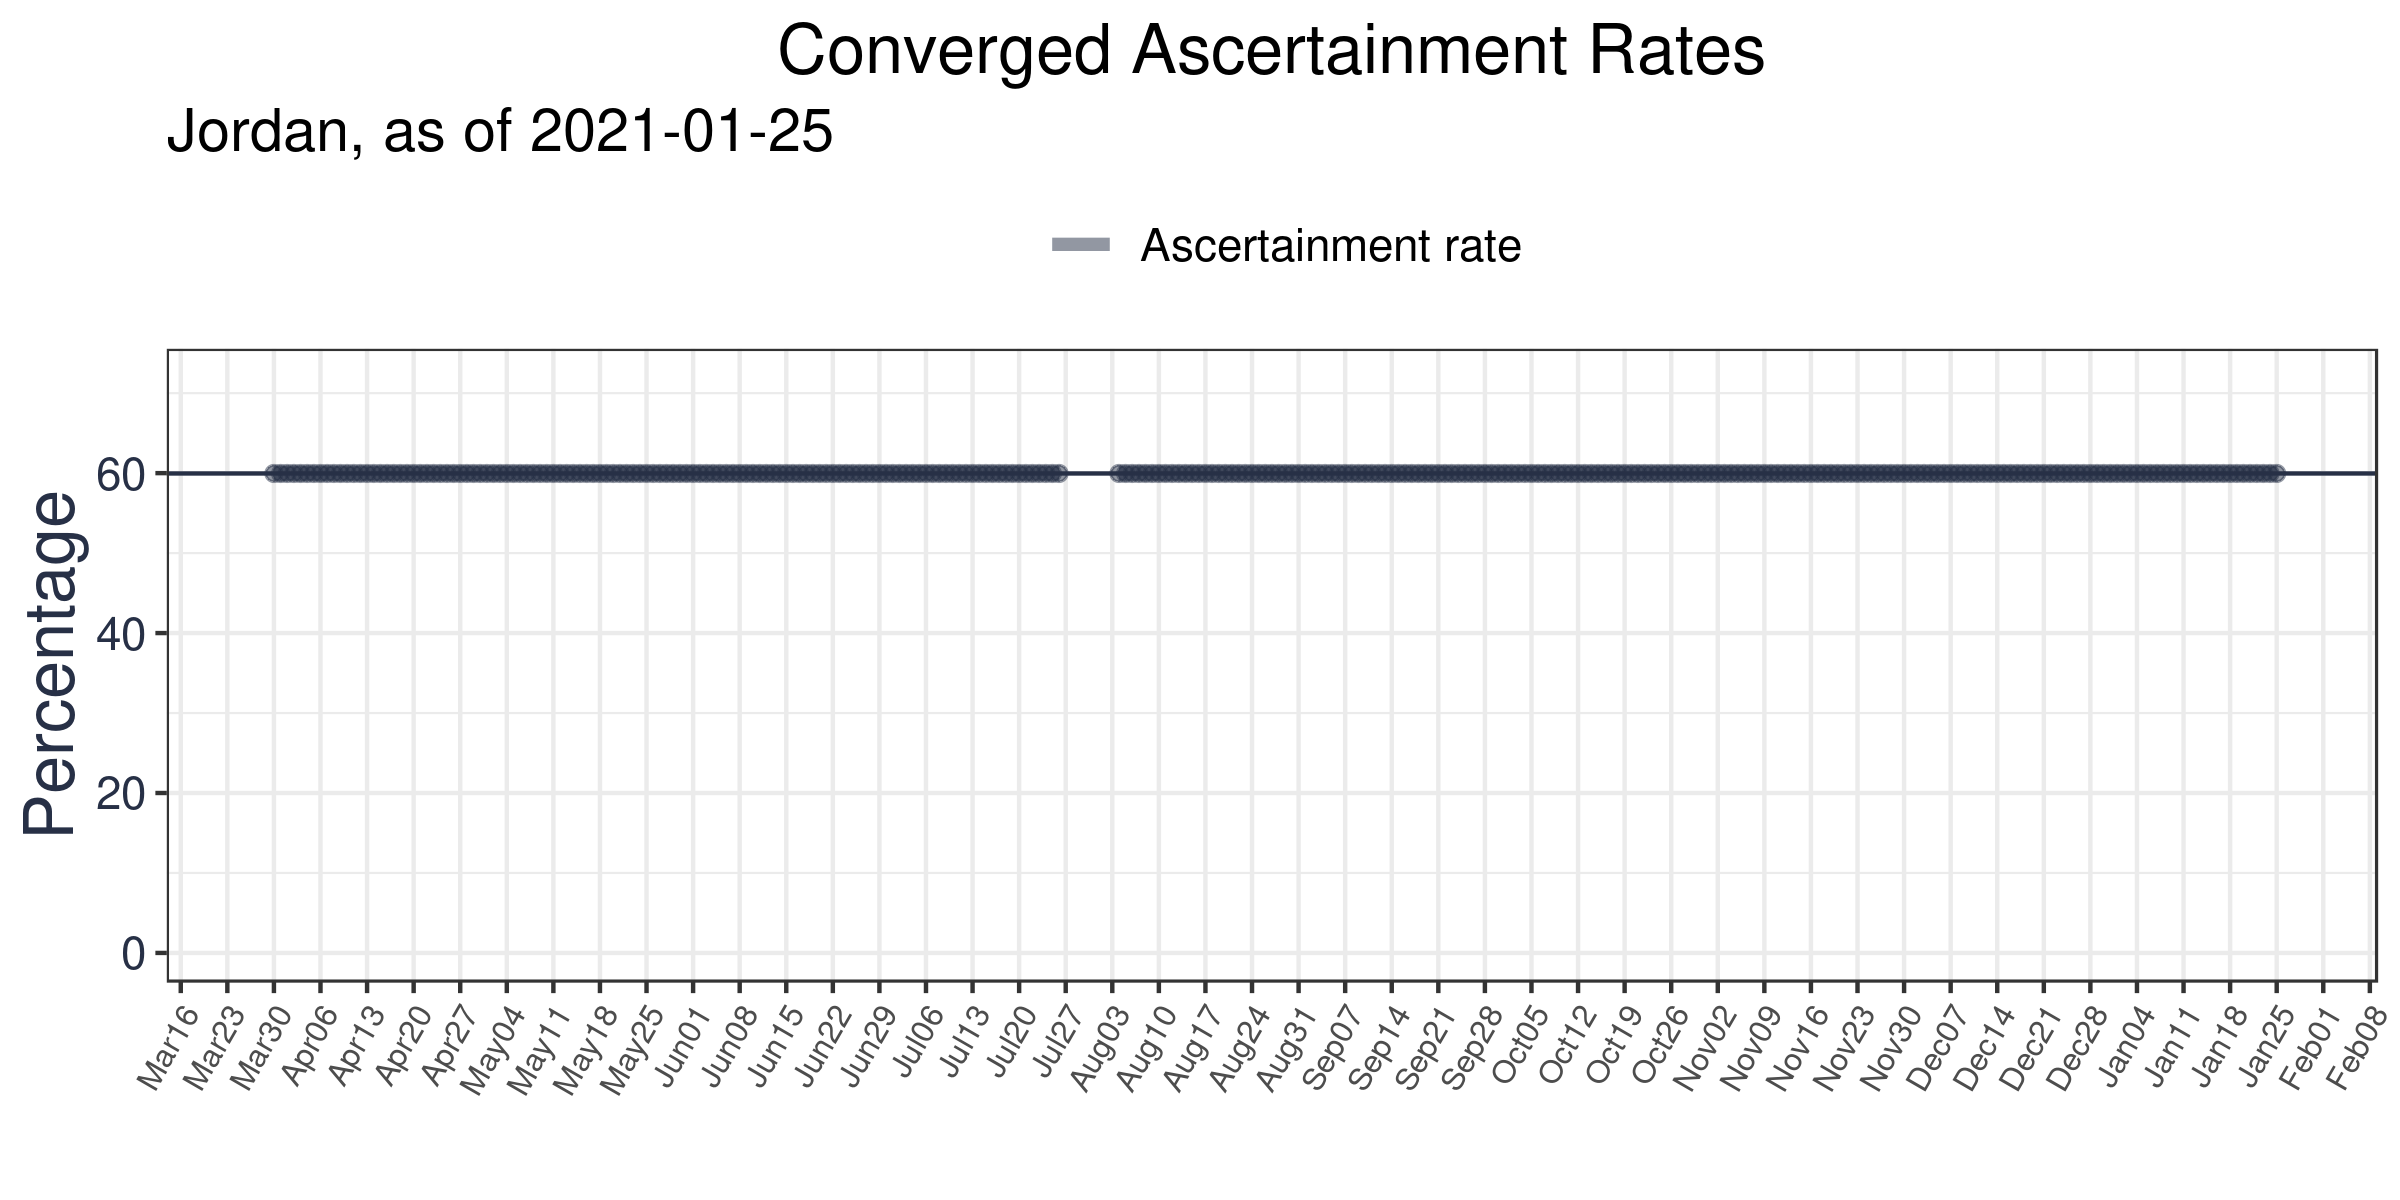 Converged Ascertainment Rates
Jordan, as of 2021-01-25
Ascertainment rate
Percentage
60
40
20
0
Mar16 Mar23 Mar30 Apr06 Apr13 Apr20 Apr27 May04 May11 May18 May25 Jun01 Jun08 Jun15 Jun22 Jun29 Jul06 Jul13 Jul20 Jul27 Aug03 Aug10 Aug17 Aug24 Aug31 Sep07 Sep14 Sep21 Sep28 Oct05 Oct12 Oct19 Oct26 Nov02 Nov09 Nov16 Nov23 Nov30 Dec07 Dec14 Dec21 Dec28 Jan04 Jan11 Jan18 Jan25 Feb01 Feb08